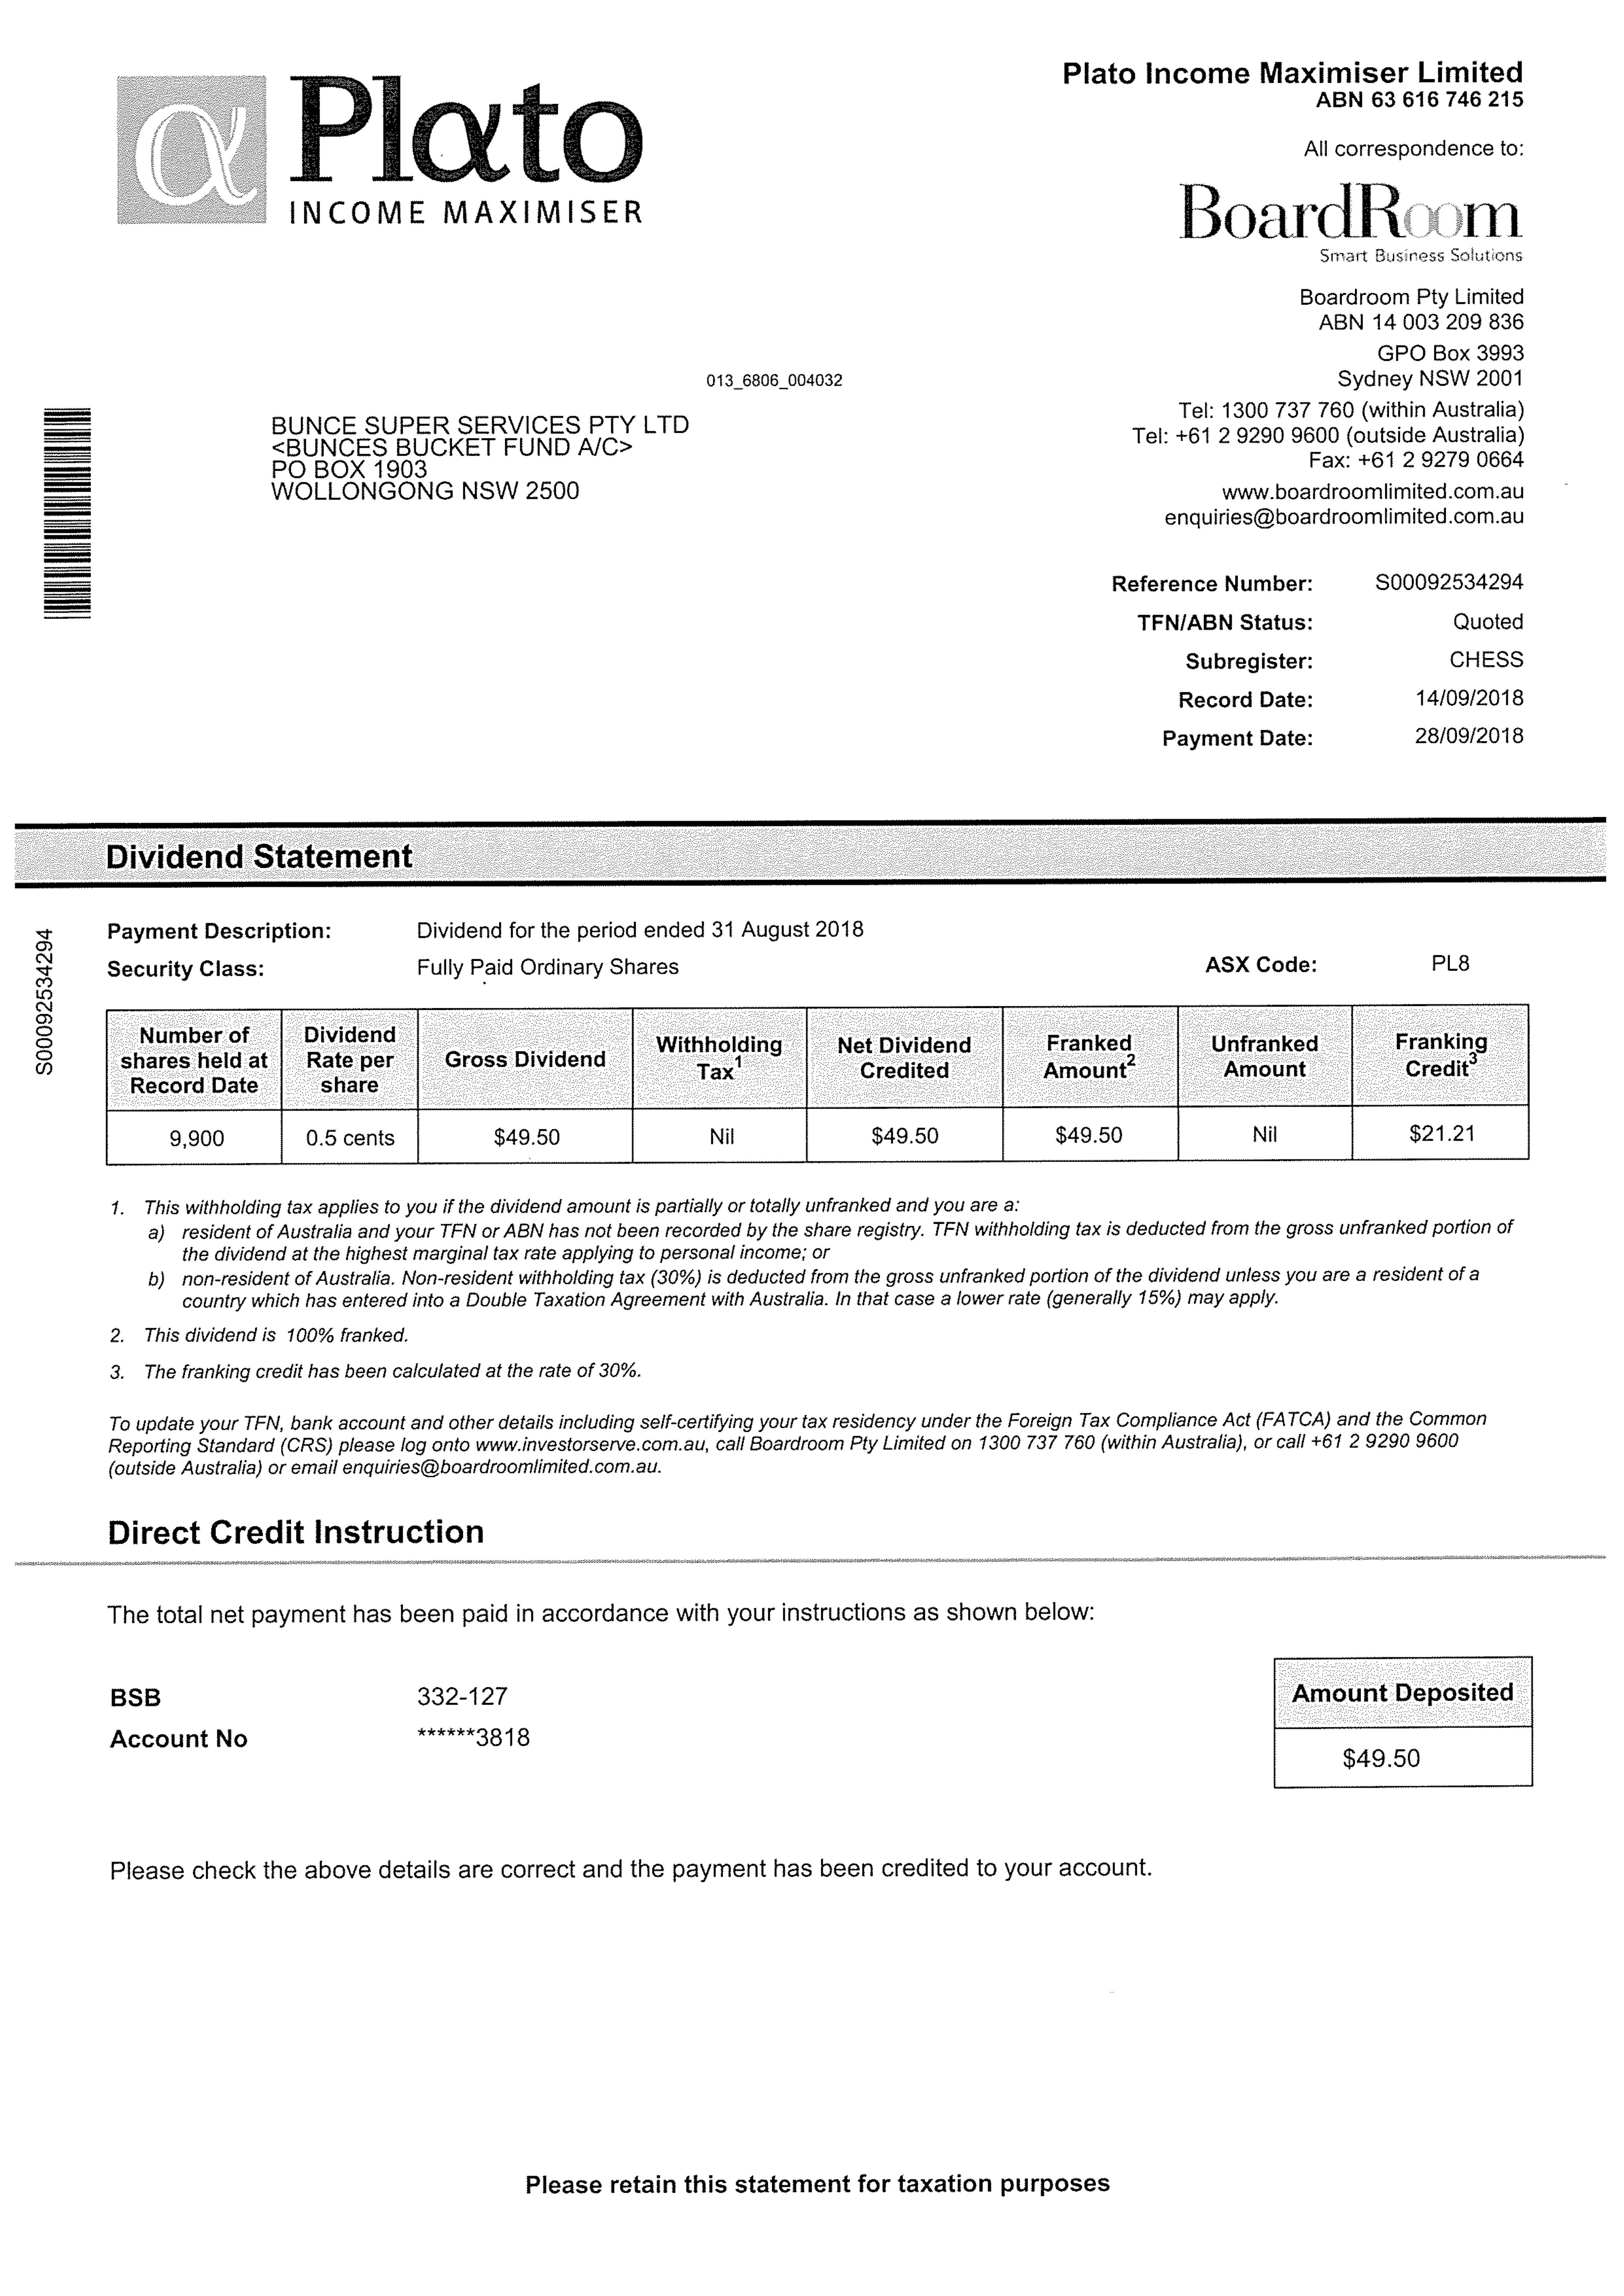 Plαto
INCOME MAXIMISER
Plato Income Maximiser Limited
ABN 63 616 746 215
All correspondence to:
BoardRoom
Smart Business Solutions
Boardroom Pty Limited
ABN 14 003 209 836
GPO Box 3993
Sydney NSW 2001
Tel: 1300 737 760 (within Australia)
Tel: +61 2 9290 9600 (outside Australia)
Fax: +61 2 9279 0664
www.boardroomlimited.com.au
enquiries@boardroomlimited.com.au
013_6806_004032
BUNCE SUPER SERVICES PTY LTD
<BUNCES BUCKET FUND A/C>
PO BOX 1903
WOLLONGONG NSW 2500
Reference Number: S00092534294
TFN/ABN Status: Quoted
Subregister: CHESS
Record Date: 14/09/2018
Payment Date: 28/09/2018
Dividend Statement
S00092534294
Payment Description: Dividend for the period ended 31 August 2018
Security Class: Fully Paid Ordinary Shares ASX Code: PL8
Number of shares held at Record Date Dividend Rate per share Gross Dividend Withholding Tax1 Net Dividend Credited Franked Amount2 Unfranked Amount Franking Credit3
9,900 0.5 cents $49.50 Nil $49.50 $49.50 Nil $21.21
1. This withholding tax applies to you if the dividend amount is partially or totally unfranked and you are a:
a) resident of Australia and your TFN or ABN has not been recorded by the share registry. TFN withholding tax is deducted from the gross unfranked portion of
the dividend at the highest marginal tax rate applying to personal income; or
b) non-resident of Australia. Non-resident withholding tax (30%) is deducted from the gross unfranked portion of the dividend unless you are a resident of a
country which has entered into a Double Taxation Agreement with Australia. In that case a lower rate (generally 15%) may apply.
2. This dividend is 100% franked.
3. The franking credit has been calculated at the rate of 30%.
To update your TFN, bank account and other details including self-certifying your tax residency under the Foreign Tax Compliance Act (FATCA) and the Common
Reporting Standard (CRS) please log onto www.investorserve.com.au, call Boardroom Pty Limited on 1300 737 760 (within Australia), or call +61 2 9290 9600
(outside Australia) or email enquiries@boardroomlimited.com.au.
Direct Credit Instruction
The total net payment has been paid in accordance with your instructions as shown below:
BSB 332-127
Account No ******3818
Amount Deposited
$49.50
Please check the above details are correct and the payment has been credited to your account.
Please retain this statement for taxation purposes